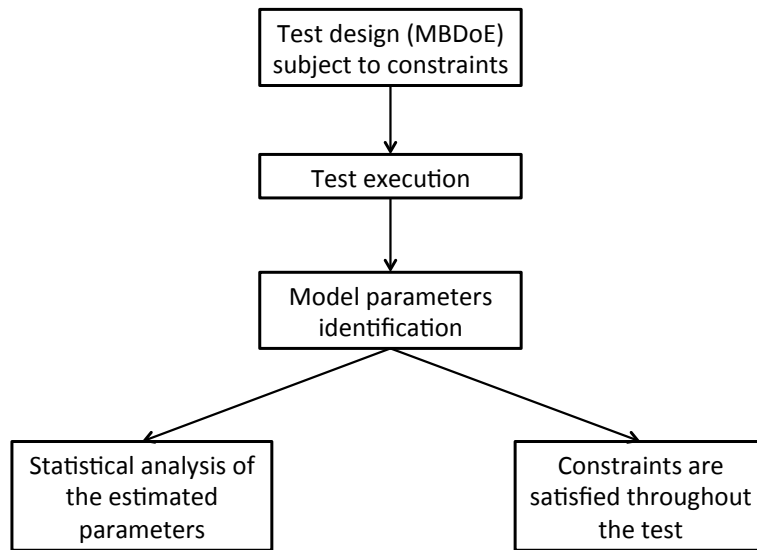 Test design (MBDoE)
subject to constraints
Test execution
Model parameters
identification
Statistical analysis of
the estimated
parameters
Constraints are
satisfied throughout
the test